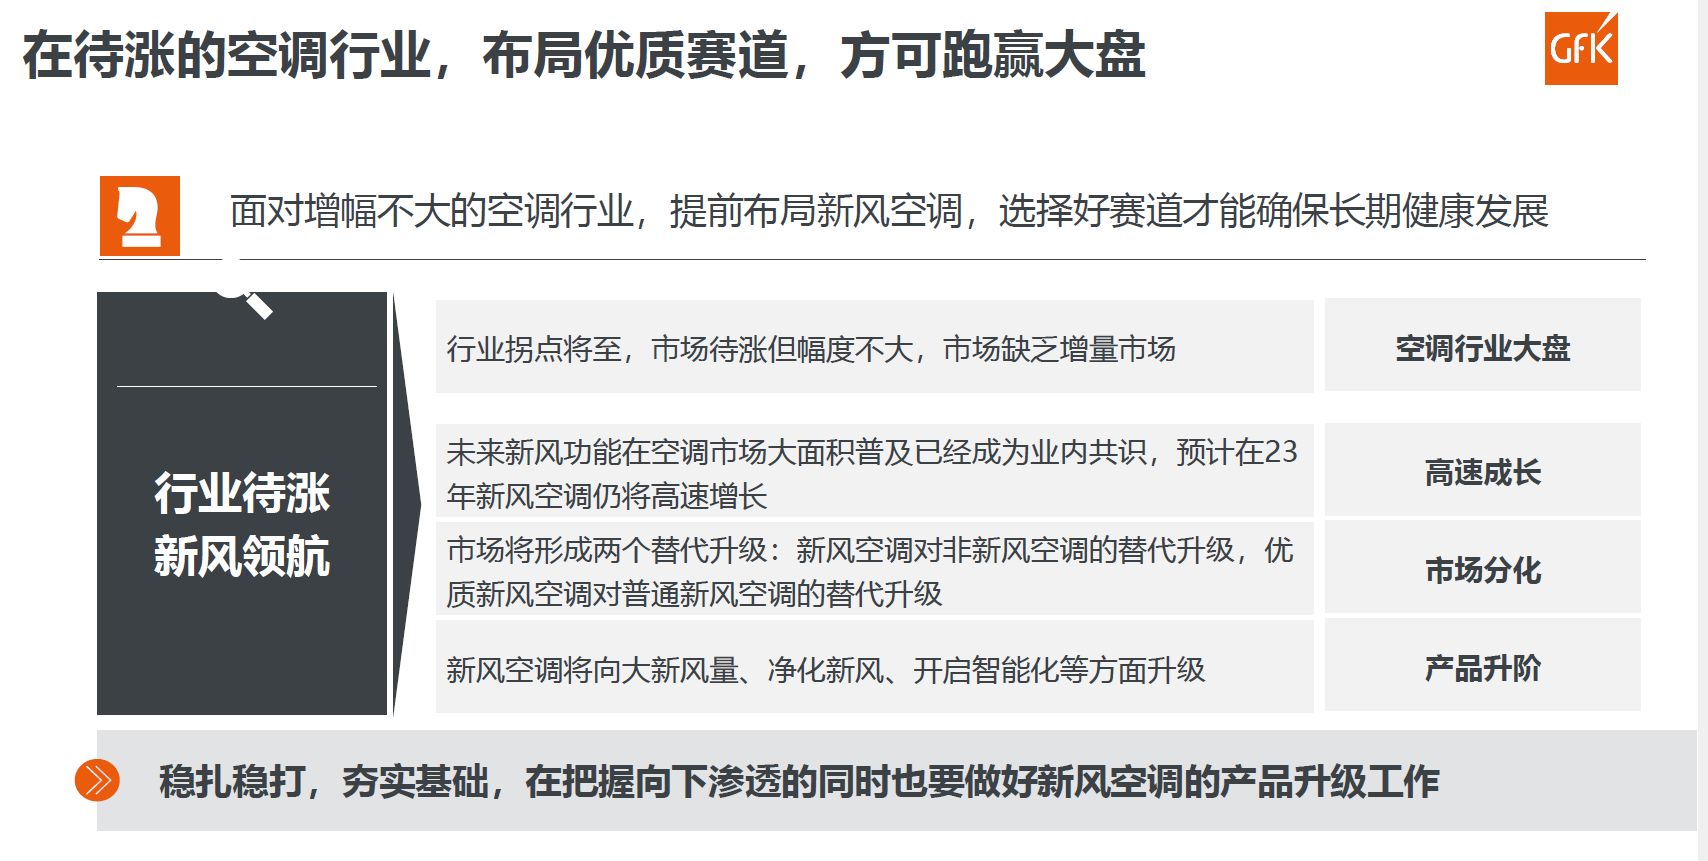 在待涨的空调行业，布局优质赛道，方可跑赢大盘
GfK
面对增幅不大的空调行业，提前布局新风空调，选择好赛道才能确保长期健康发展
行业待涨
新风领航
行业拐点将至，市场待涨但幅度不大，市场缺乏增量市场
空调行业大盘
未来新风功能在空调市场大面积普及已经成为业内共识，预计在23
年新风空调仍将高速增长
高速成长
市场将形成两个替代升级：新风空调对非新风空调的替代升级，优
质新风空调对普通新风空调的替代升级
市场分化
新风空调将向大新风量、净化新风、开启智能化等方面升级
产品升阶
稳扎稳打，夯实基础，在把握向下渗透的同时也要做好新风空调的产品升级工作